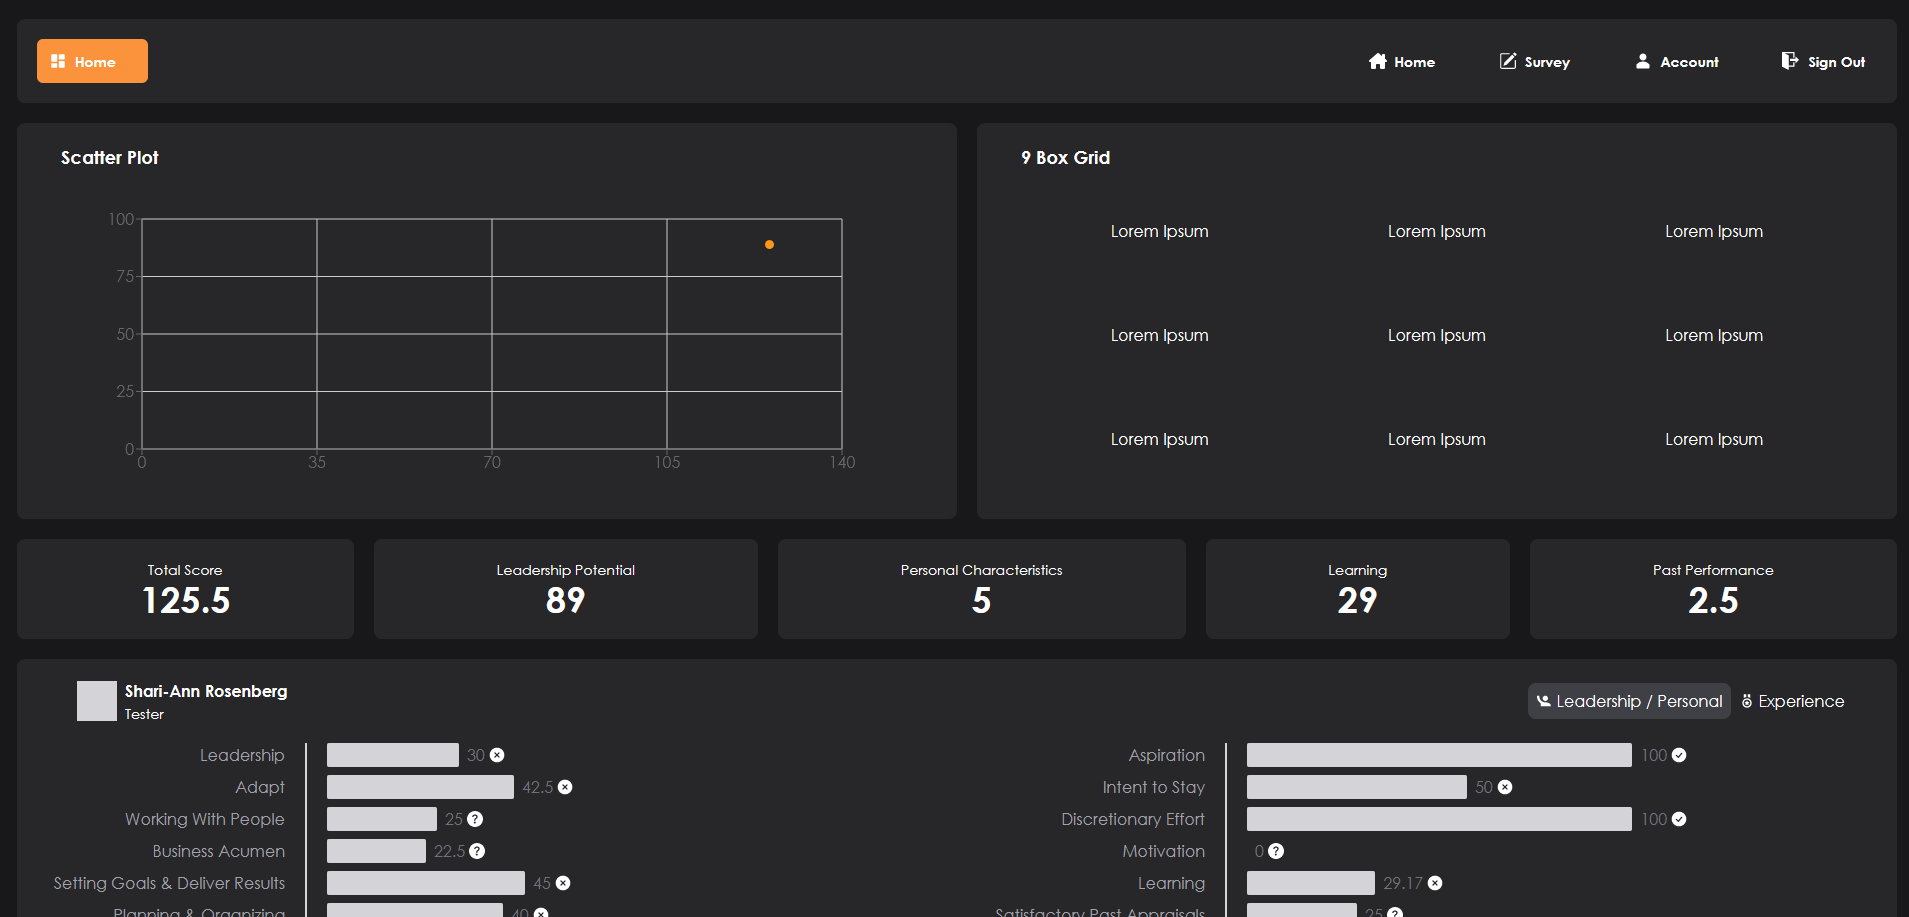 Home
Home
Survey
Account
Sign Out
Scatter Plot
100
75
50
25
0
0 35 70 105 140
9 Box Grid
Lorem Ipsum Lorem Ipsum Lorem Ipsum
Lorem Ipsum Lorem Ipsum Lorem Ipsum
Lorem Ipsum Lorem Ipsum Lorem Ipsum
Total Score
125.5
Leadership Potential
89
Personal Characteristics
5
Learning
29
Past Performance
2.5
Shari-Ann Rosenberg
Tester
Leadership / Personal
Experience
Leadership 30
Adapt 42.5
Working With People 25 ?
Business Acumen 22.5 ?
Setting Goals & Deliver Results 45
Planning & Organizing 40
Aspiration 100
Intent to Stay 50
Discretionary Effort 100
Motivation 0 ?
Learning 29.17
Satisfactory Past Appraisals 25 ?